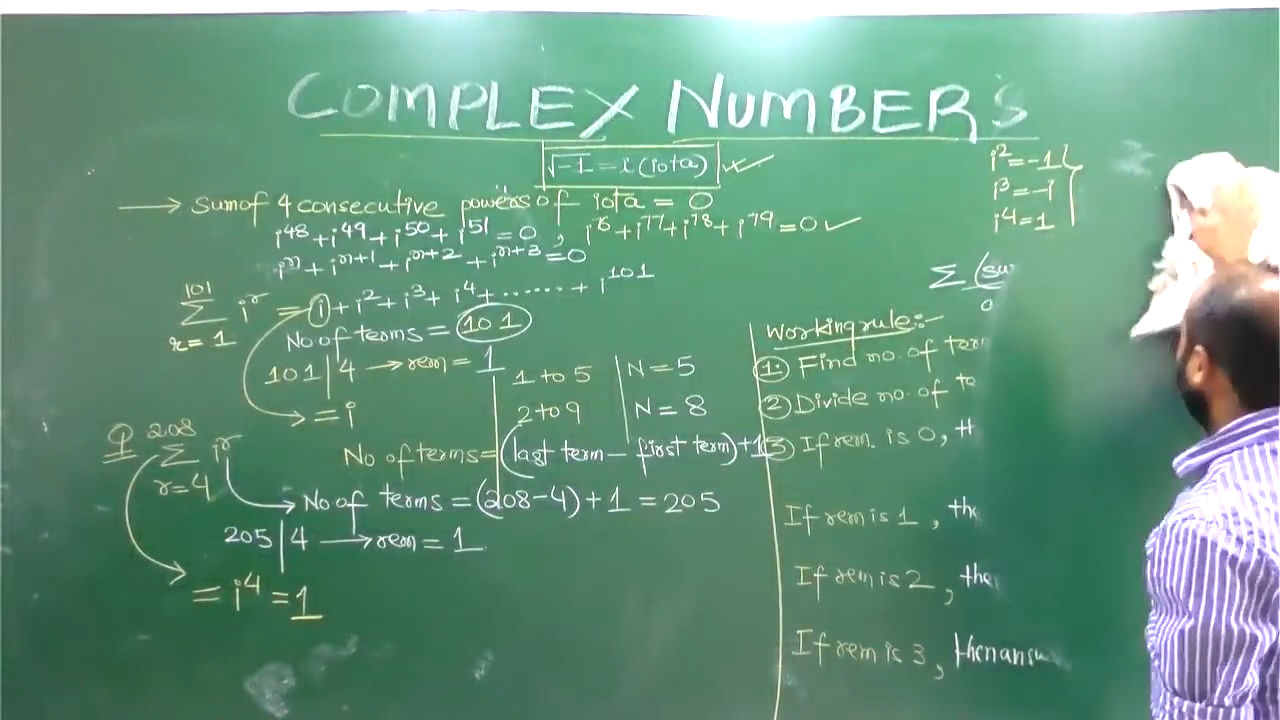 COMPLEX NUMBERS
√-1 = i (iota)
i² = -1
i³ = -i
i⁴ = 1
→ Sum of 4 consecutive powers of iota = 0
i⁴⁸ + i⁴⁹ + i⁵⁰ + i⁵¹ = 0 , i⁷⁶ + i⁷⁷ + i⁷⁸ + i⁷⁹ = 0 ✓
iⁿ + iⁿ⁺¹ + iⁿ⁺² + iⁿ⁺³ = 0
101
Σ iʳ = i + i² + i³ + i⁴ + ...... + i¹⁰¹
r = 1
No of terms = 101
101 | 4 → rem = 1
= i
1 to 5 | N = 5
2 to 9 | N = 8
No of terms = (last term - first term) + 1
Q 208
Σ iʳ
r = 4
No of terms = (208 - 4) + 1 = 205
205 | 4 → rem = 1
= i⁴ = 1
Σ
Working rule :-
1. Find no. of
2 Divide no. of
3 If rem. is 0,
If rem is 1 ,
If rem is 2 ,
If rem is 3 , then